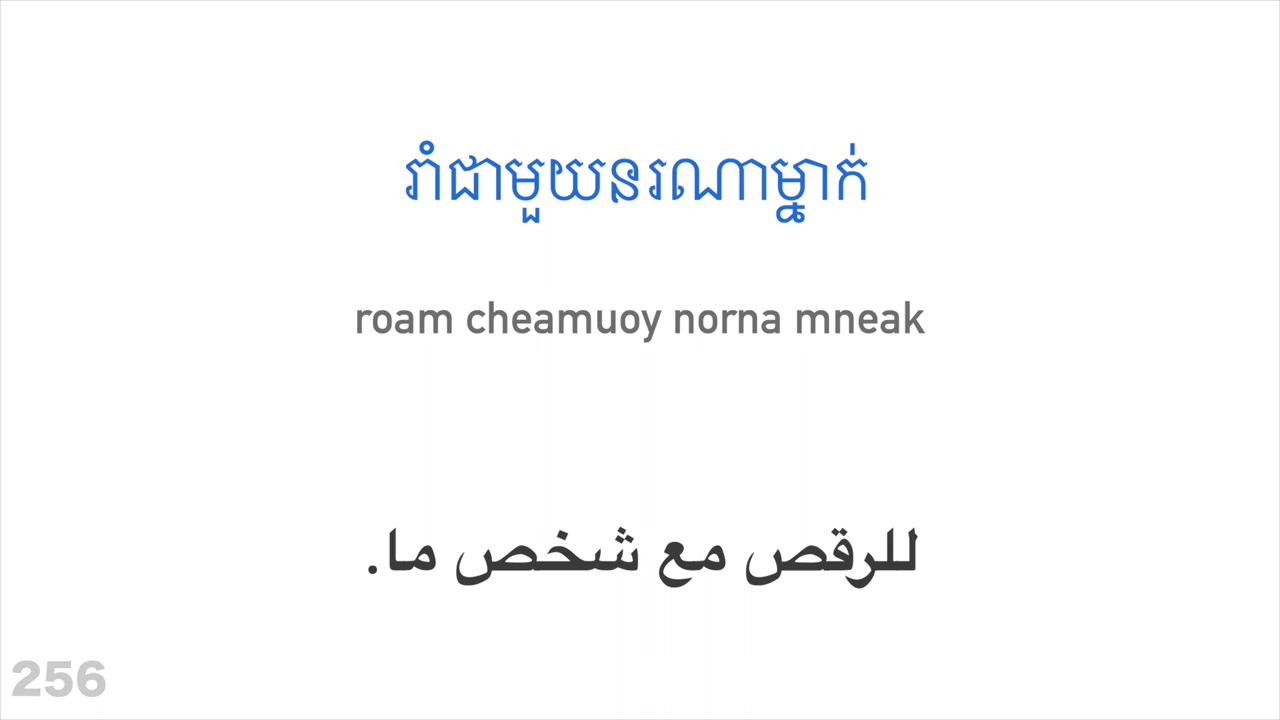 រាំជាមួយនរណាម្នាក់
roam cheamuoy norna mneak
للرقص مع شخص ما.
256